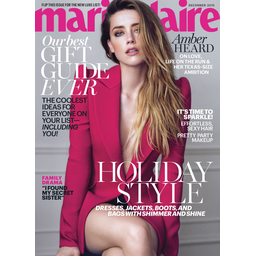 FLIP THIS ISSUE FOR THE NEW LUXE LIST!
DECEMBER 2015
marie claire
Our best
GIFT
GUIDE
EVER
THE COOLEST
IDEAS FOR
EVERYONE ON
YOUR LIST—
INCLUDING
YOU!
Amber
HEARD
ON LOVE,
LIFE ON THE RUN &
HER TEXAS-SIZE
AMBITION
IT'S TIME TO
SPARKLE!
EFFORTLESS,
SEXY HAIR
PRETTY PARTY
MAKEUP
HOLIDAY
STYLE
DRESSES, JACKETS, BOOTS, AND
BAGS WITH SHIMMER AND SHINE
FAMILY
DRAMA
"I FOUND
MY SECRET
SISTER"